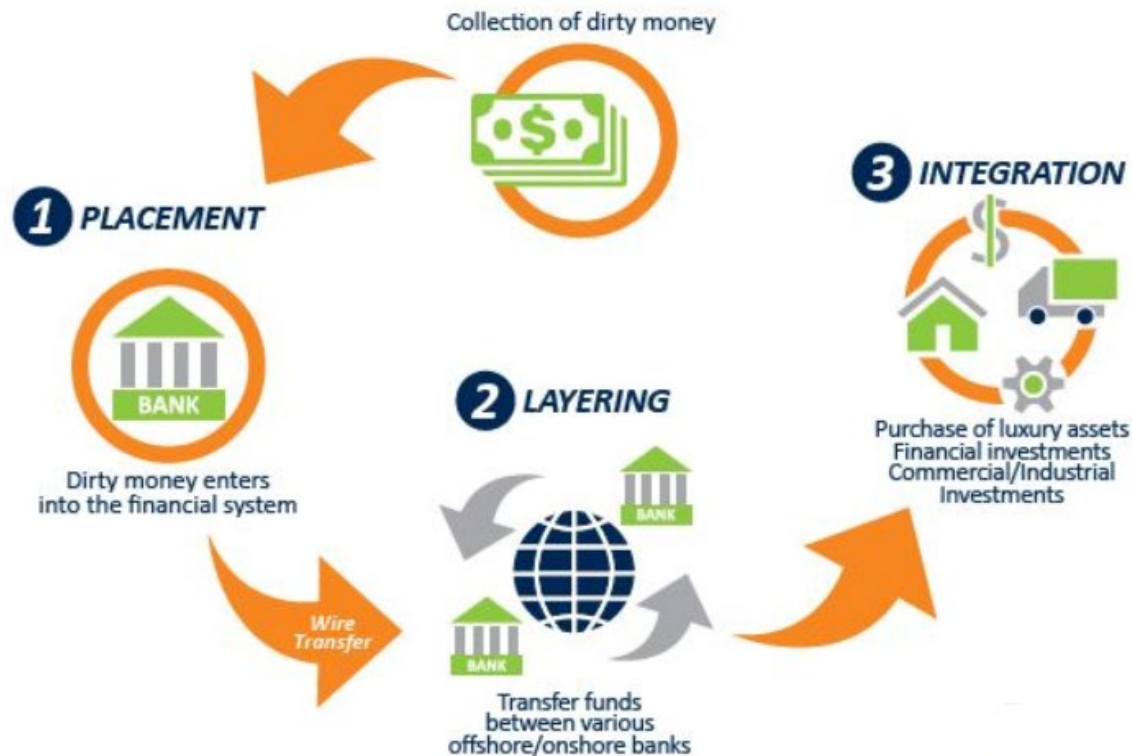 Collection of dirty money
1 PLACEMENT
BANK
Dirty money enters
into the financial system
Wire
Transfer
2 LAYERING
BANK
BANK
Transfer funds
between various
offshore/onshore banks
3 INTEGRATION
$
Purchase of luxury assets
Financial investments
Commercial/Industrial
Investments